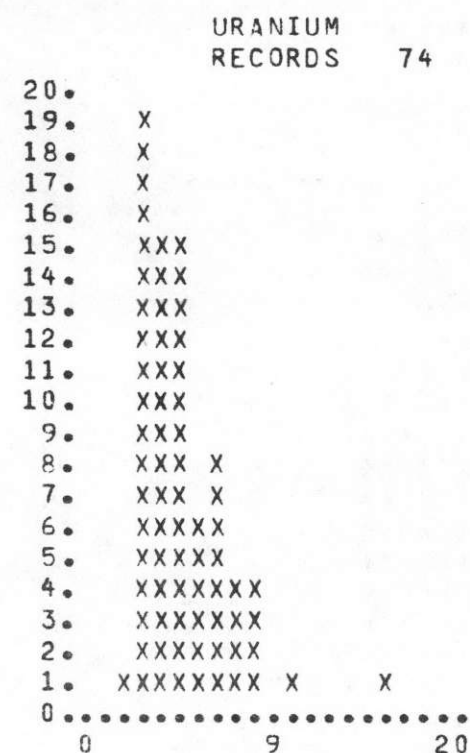 URANIUM
RECORDS 74
20.
19. X
18. X
17. X
16. X
15. XXX
14. XXX
13. XXX
12. XXX
11. XXX
10. XXX
9. XXX
8. XXX X
7. XXX X
6. XXXXX
5. XXXXX
4. XXXXXXX
3. XXXXXXX
2. XXXXXXX
1. XXXXXXXX X X
0......................
0 9 20